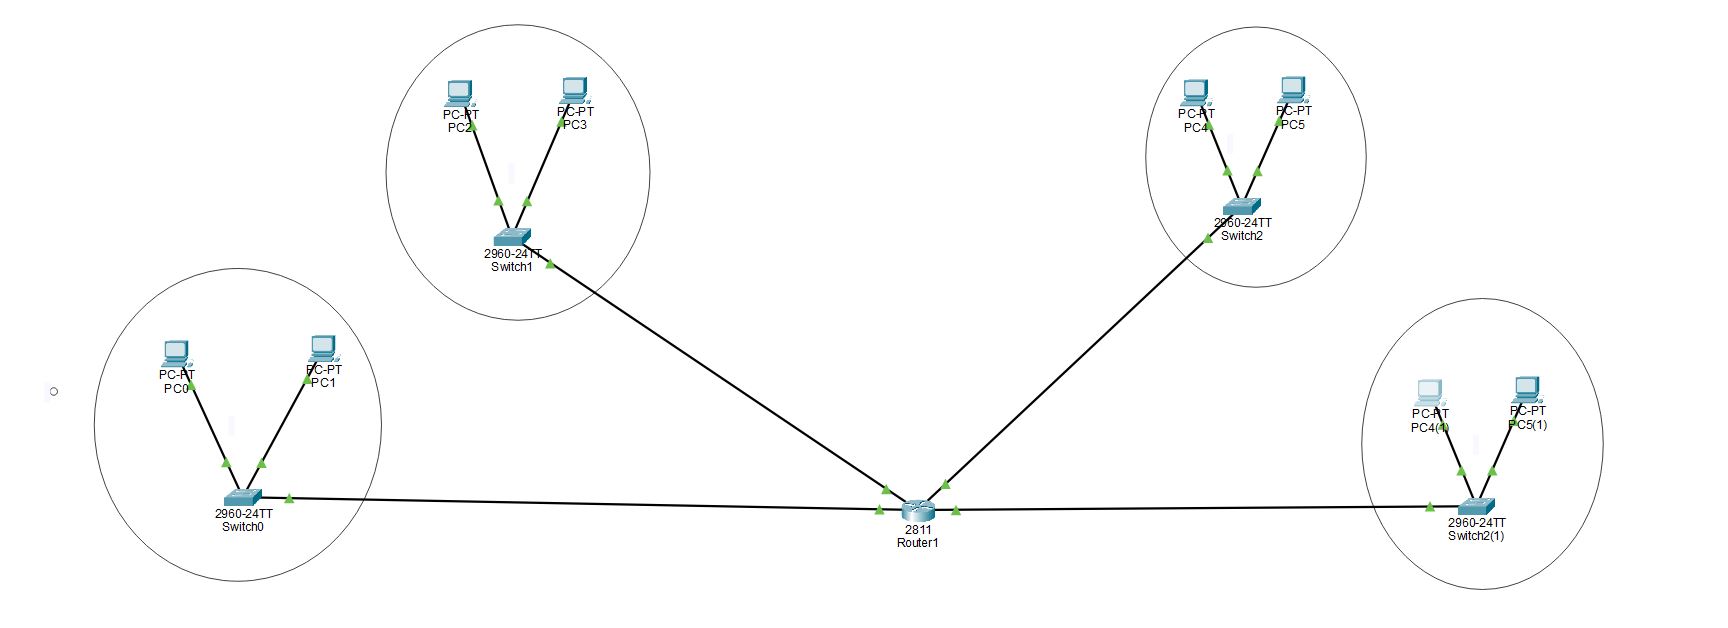 PC-PT
PC2
PC-PT
PC3
2960-24TT
Switch1
PC-PT
PC4
PC-PT
PC5
2960-24TT
Switch2
PC-PT
PC0
PC-PT
PC1
2960-24TT
Switch0
2811
Router1
PC-PT
PC4(1)
PC-PT
PC5(1)
2960-24TT
Switch2(1)